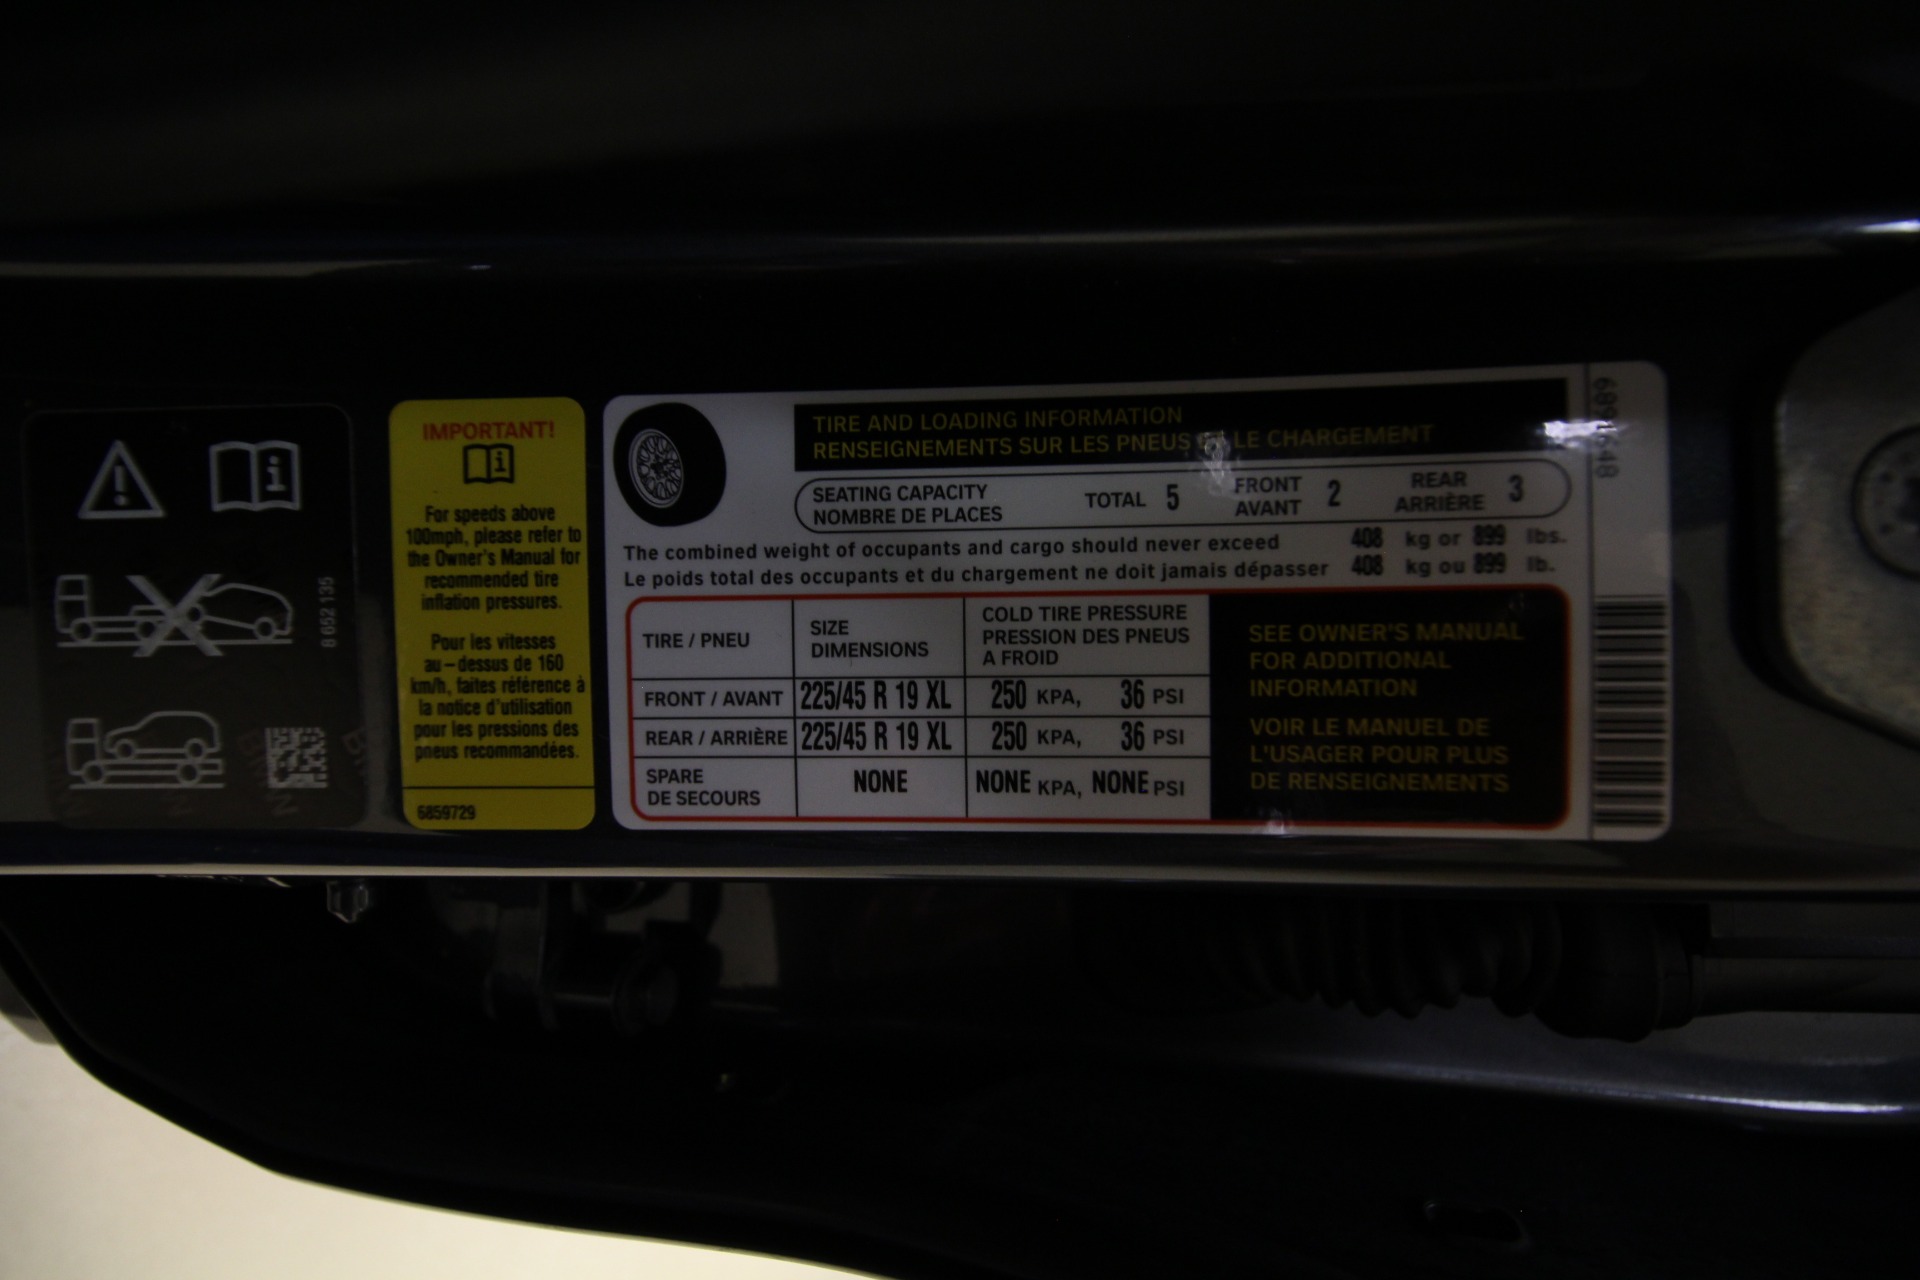 8 652 135
IMPORTANT!
For speeds above
100mph, please refer to
the Owner's Manual for
recommended tire
inflation pressures.
Pour les vitesses
au-dessus de 160
km/h, faites référence à
la notice d'utilisation
pour les pressions des
pneus recommandées.
6859729
TIRE AND LOADING INFORMATION
RENSEIGNEMENTS SUR LES PNEUS ET LE CHARGEMENT
SEATING CAPACITY
NOMBRE DE PLACES
TOTAL 5
FRONT
AVANT 2
REAR
ARRIÈRE 3
The combined weight of occupants and cargo should never exceed 408 kg or 899 lbs.
Le poids total des occupants et du chargement ne doit jamais dépasser 408 kg ou 899 lb.
TIRE / PNEU
SIZE
DIMENSIONS
COLD TIRE PRESSURE
PRESSION DES PNEUS
A FROID
FRONT / AVANT 225/45 R 19 XL 250 KPA, 36 PSI
REAR / ARRIÈRE 225/45 R 19 XL 250 KPA, 36 PSI
SPARE
DE SECOURS
NONE NONE KPA, NONE PSI
SEE OWNER'S MANUAL
FOR ADDITIONAL
INFORMATION
VOIR LE MANUEL DE
L'USAGER POUR PLUS
DE RENSEIGNEMENTS